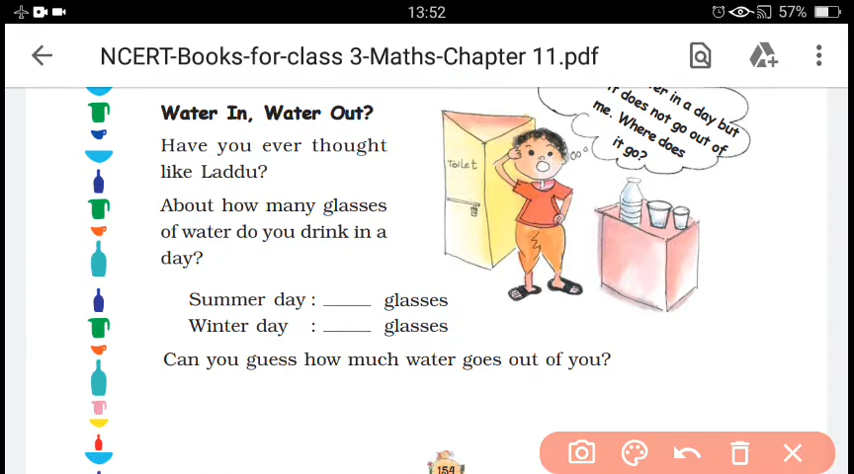 13:52
57%
NCERT-Books-for-class 3-Maths-Chapter 11.pdf
Water In, Water Out?
in a day but
does not go out of
me. Where does
it go?
Toilet
Have you ever thought
like Laddu?
About how many glasses
of water do you drink in a
day?
Summer day : ____ glasses
Winter day : ____ glasses
Can you guess how much water goes out of you?
154